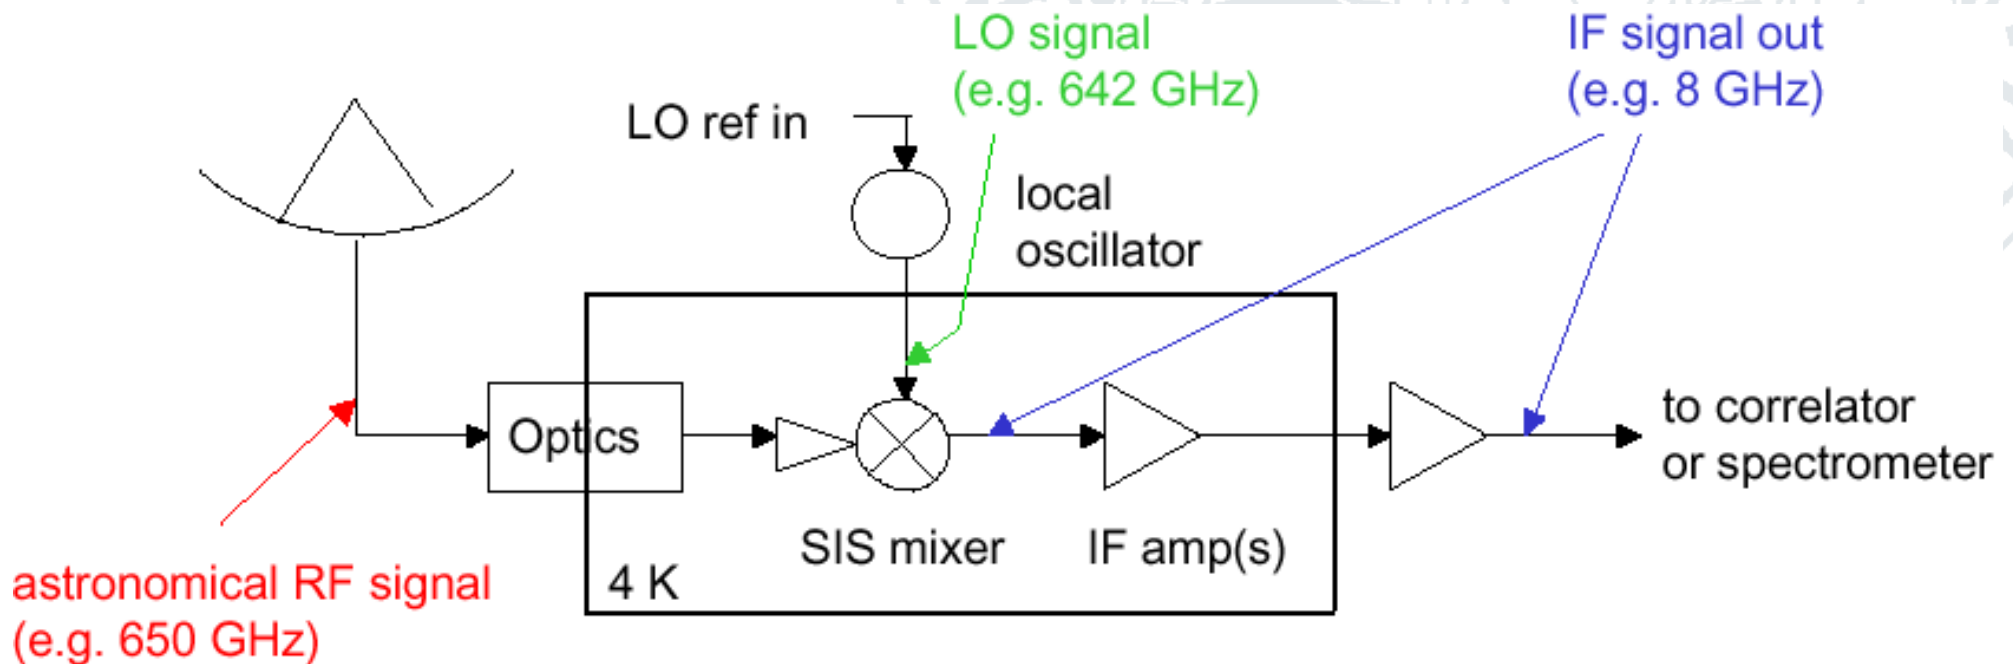 LO signal
(e.g. 642 GHz)
IF signal out
(e.g. 8 GHz)
LO ref in
local
oscillator
Optics
to correlator
or spectrometer
SIS mixer
IF amp(s)
4 K
astronomical RF signal
(e.g. 650 GHz)